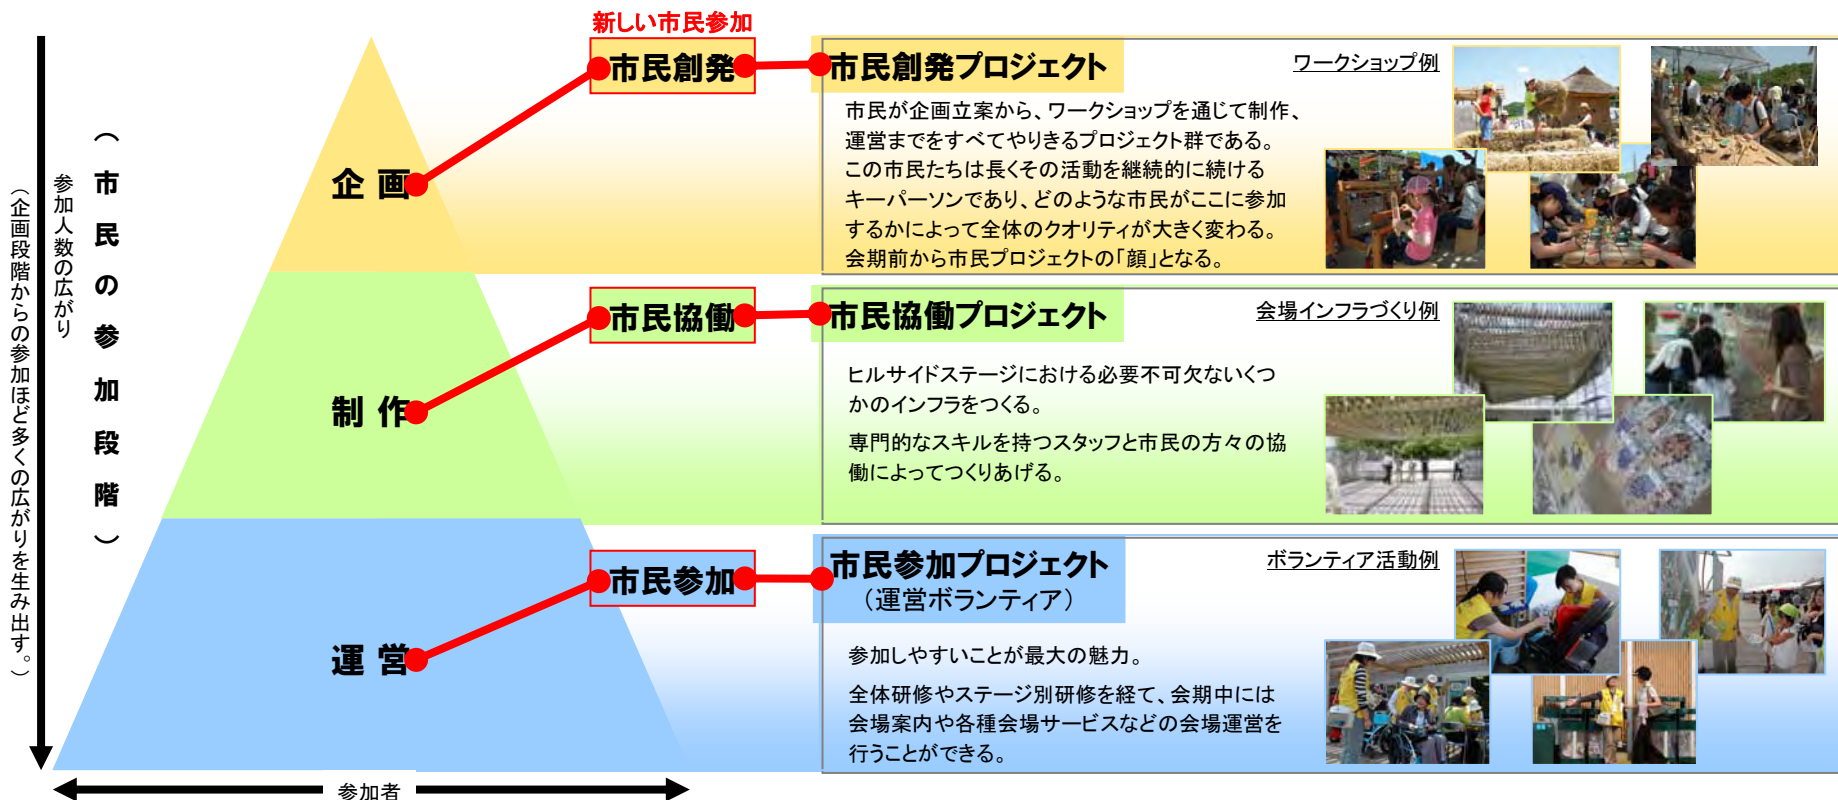 新しい市民参加
市民創発
市民創発プロジェクト
ワークショップ例
市民が企画立案から、ワークショップを通じて制作、
運営までをすべてやりきるプロジェクト群である。
この市民たちは長くその活動を継続的に続ける
キーパーソンであり、どのような市民がここに参加
するかによって全体のクオリティが大きく変わる。
会期前から市民プロジェクトの「顔」となる。
企画
市民協働
市民協働プロジェクト
会場インフラづくり例
ヒルサイドステージにおける必要不可欠ないくつ
かのインフラをつくる。
専門的なスキルを持つスタッフと市民の方々の協
働によってつくりあげる。
制作
市民参加
市民参加プロジェクト
（運営ボランティア）
ボランティア活動例
参加しやすいことが最大の魅力。
全体研修やステージ別研修を経て、会期中には
会場案内や各種会場サービスなどの会場運営を
行うことができる。
運営
（市民の参加段階）
参加人数の広がり
（企画段階からの参加ほど多くの広がりを生み出す。）
参加者